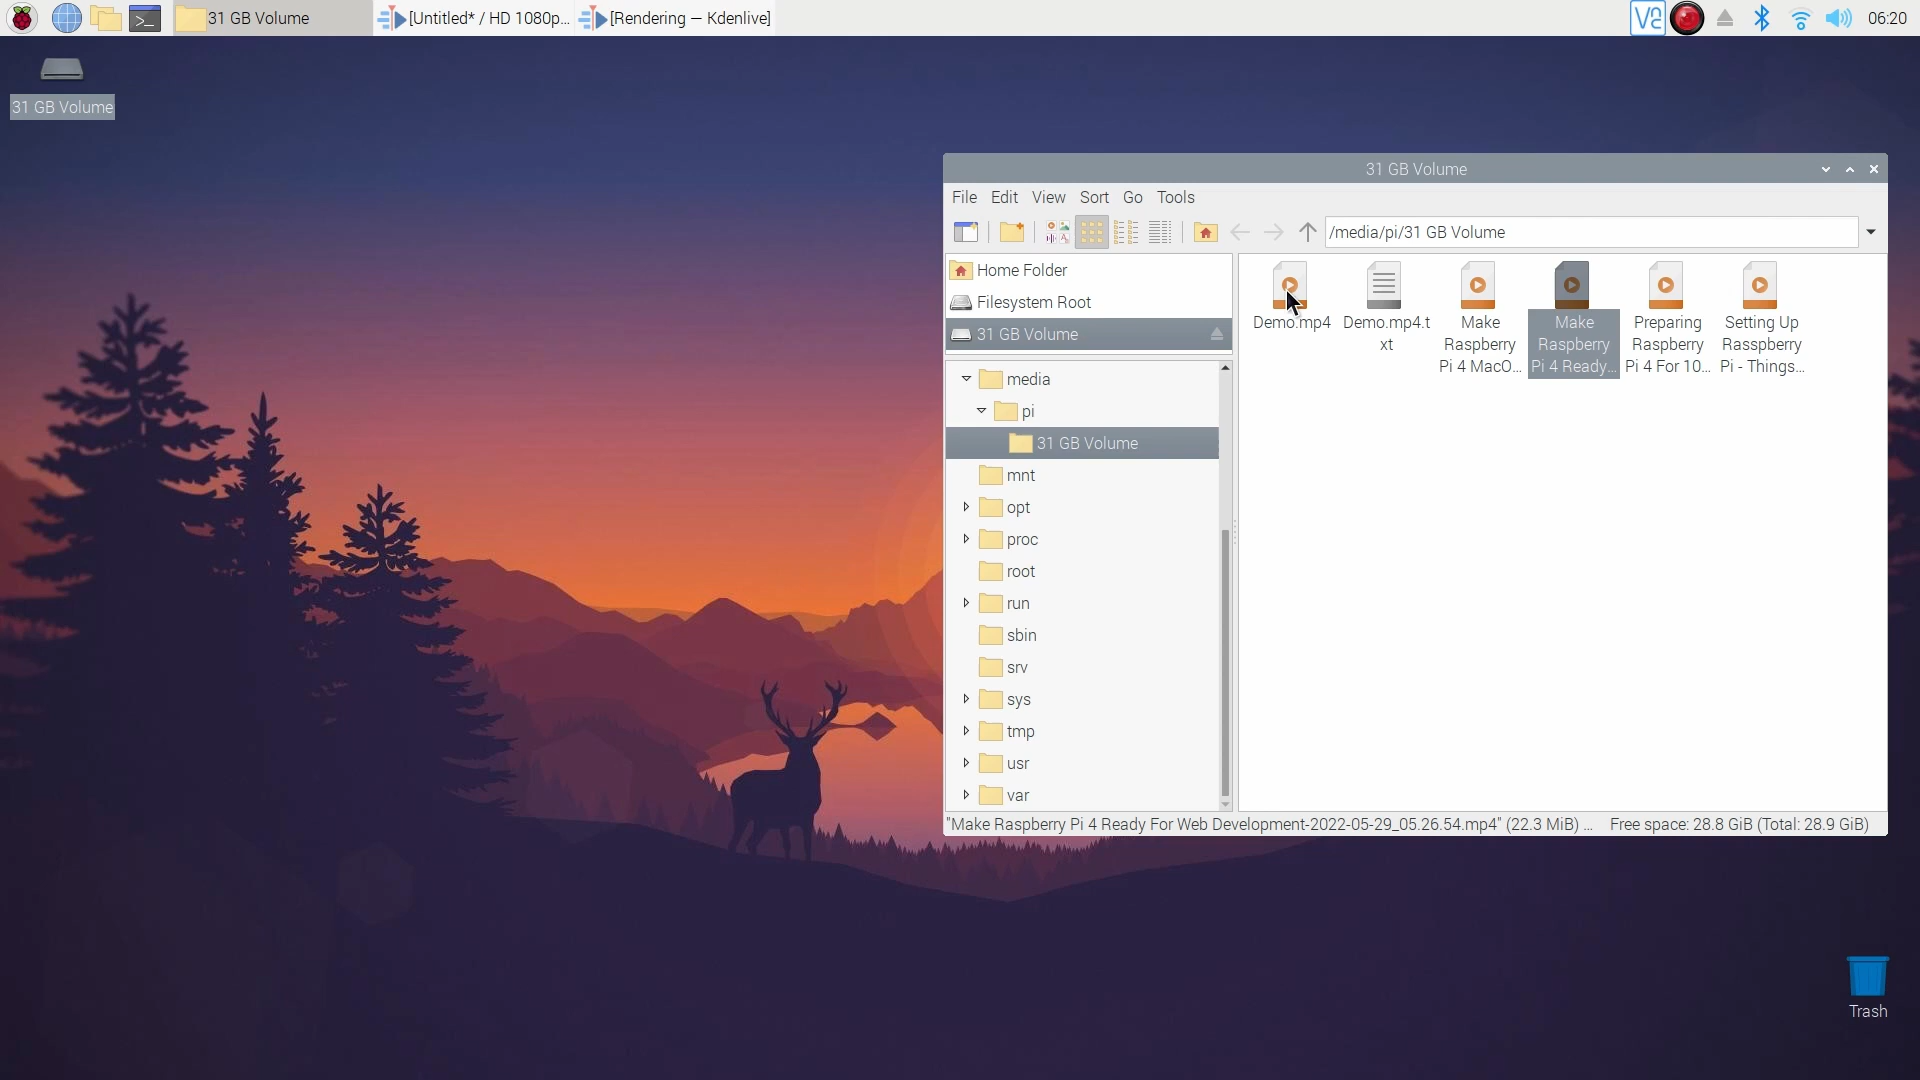 31 GB Volume
[Untitled* / HD 1080p...
[Rendering — Kdenlive]
VNC
06:20
31 GB Volume
31 GB Volume
File Edit View Sort Go Tools
/media/pi/31 GB Volume
Home Folder
Filesystem Root
31 GB Volume
media
pi
31 GB Volume
mnt
opt
proc
root
run
sbin
srv
sys
tmp
usr
var
Demo.mp4
Demo.mp4.t
xt
Make
Raspberry
Pi 4 MacO...
Make
Raspberry
Pi 4 Ready...
Preparing
Raspberry
Pi 4 For 10...
Setting Up
Rasspberry
Pi - Things...
"Make Raspberry Pi 4 Ready For Web Development-2022-05-29_05.26.54.mp4" (22.3 MiB) ... Free space: 28.8 GiB (Total: 28.9 GiB)
Trash